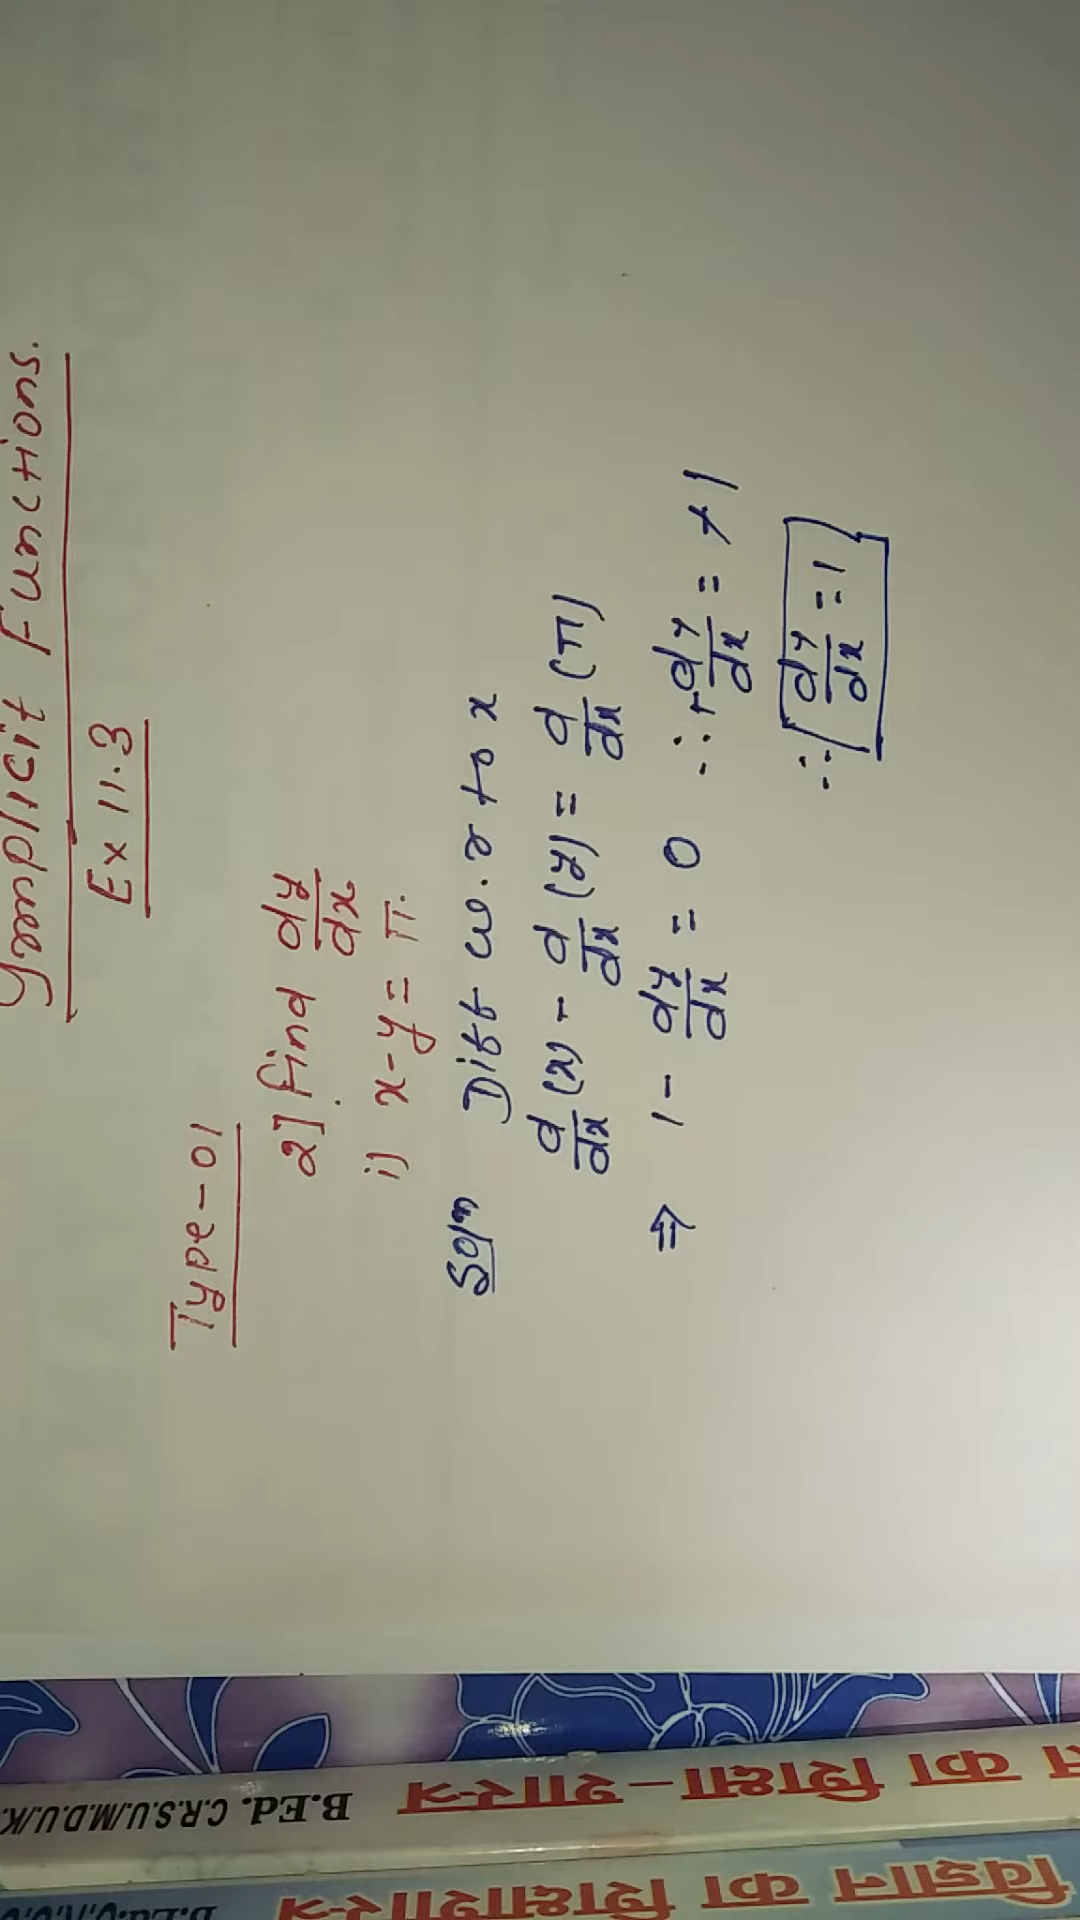 Implicit Functions.
Ex 11.3
Type-01
2] Find dy/dx
i) x-y = π.
Soln Diff w.r to x
d/dx (x) - d/dx (y) = d/dx (π)
⇒ 1 - dy/dx = 0 ∴ + dy/dx = + 1
∴ dy/dx = 1
B.Ed. C.R.S.U/M.D.U/K.
का शिक्षा-शास्त्र
विज्ञान का शिक्षाशास्त्र